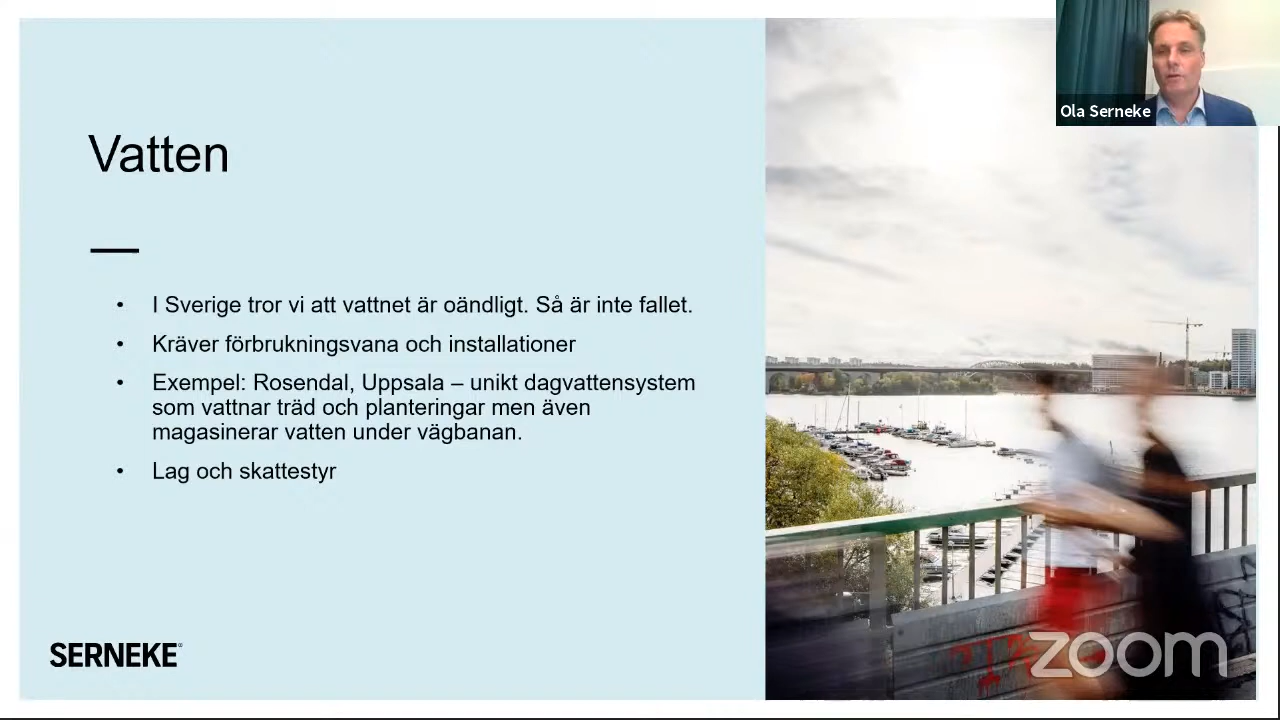 Ola Serneke
Vatten
• I Sverige tror vi att vattnet är oändligt. Så är inte fallet.
• Kräver förbrukningsvana och installationer
• Exempel: Rosendal, Uppsala – unikt dagvattensystem
som vattnar träd och planteringar men även
magasinerar vatten under vägbanan.
• Lag och skattestyr
SERNEKE
zoom